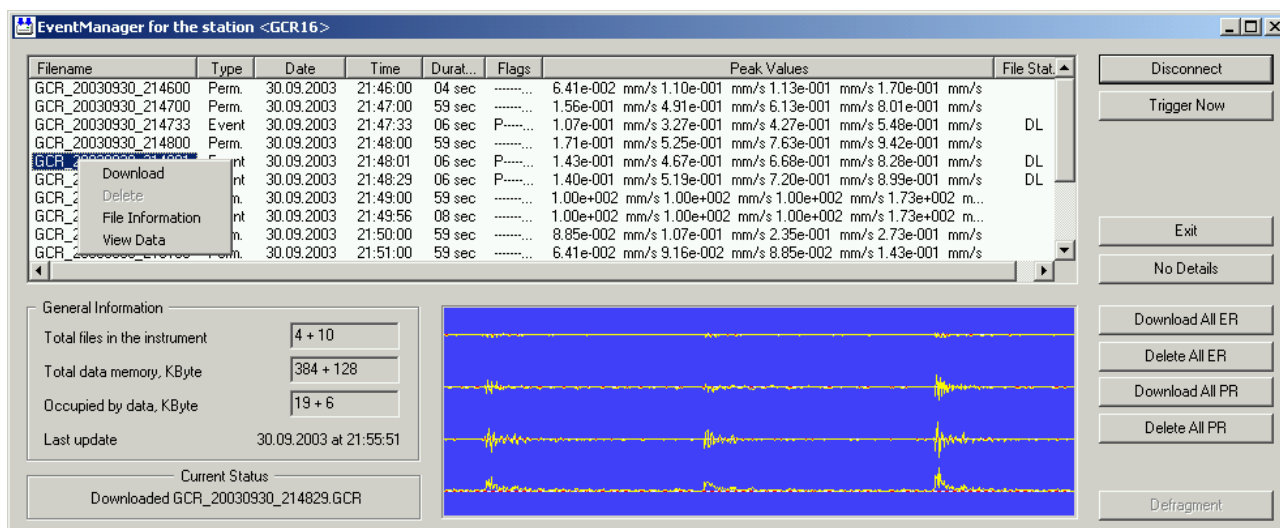 EventManager for the station <GCR16>
Filename Type Date Time Durat... Flags Peak Values File Stat.
GCR_20030930_214600 Perm. 30.09.2003 21:46:00 04 sec ------... 6.41e-002 mm/s 1.10e-001 mm/s 1.13e-001 mm/s 1.70e-001 mm/s
GCR_20030930_214700 Perm. 30.09.2003 21:47:00 59 sec ------... 1.56e-001 mm/s 4.91e-001 mm/s 6.13e-001 mm/s 8.01e-001 mm/s
GCR_20030930_214733 Event 30.09.2003 21:47:33 06 sec P-----... 1.07e-001 mm/s 3.27e-001 mm/s 4.27e-001 mm/s 5.48e-001 mm/s DL
GCR_20030930_214800 Perm. 30.09.2003 21:48:00 59 sec ------... 1.71e-001 mm/s 5.25e-001 mm/s 7.63e-001 mm/s 9.42e-001 mm/s
GCR_20030930_214801 30.09.2003 21:48:01 06 sec P-----... 1.43e-001 mm/s 4.67e-001 mm/s 6.68e-001 mm/s 8.28e-001 mm/s DL
GCR_2 nt 30.09.2003 21:48:29 06 sec P-----... 1.40e-001 mm/s 5.19e-001 mm/s 7.20e-001 mm/s 8.99e-001 mm/s DL
GCR_2 m. 30.09.2003 21:49:00 59 sec ------... 1.00e+002 mm/s 1.00e+002 mm/s 1.00e+002 mm/s 1.73e+002 m...
GCR_2 nt 30.09.2003 21:49:56 08 sec ------... 1.00e+002 mm/s 1.00e+002 mm/s 1.00e+002 mm/s 1.73e+002 m...
GCR_2 m. 30.09.2003 21:50:00 59 sec ------... 8.85e-002 mm/s 1.07e-001 mm/s 2.35e-001 mm/s 2.73e-001 mm/s
GCR_2 30.09.2003 21:51:00 59 sec ------... 6.41e-002 mm/s 9.16e-002 mm/s 8.85e-002 mm/s 1.43e-001 mm/s
Download
Delete
File Information
View Data
Disconnect
Trigger Now
Exit
No Details
Download All ER
Delete All ER
Download All PR
Delete All PR
Defragment
General Information
Total files in the instrument 4 + 10
Total data memory, KByte 384 + 128
Occupied by data, KByte 19 + 6
Last update 30.09.2003 at 21:55:51
Current Status
Downloaded GCR_20030930_214829.GCR